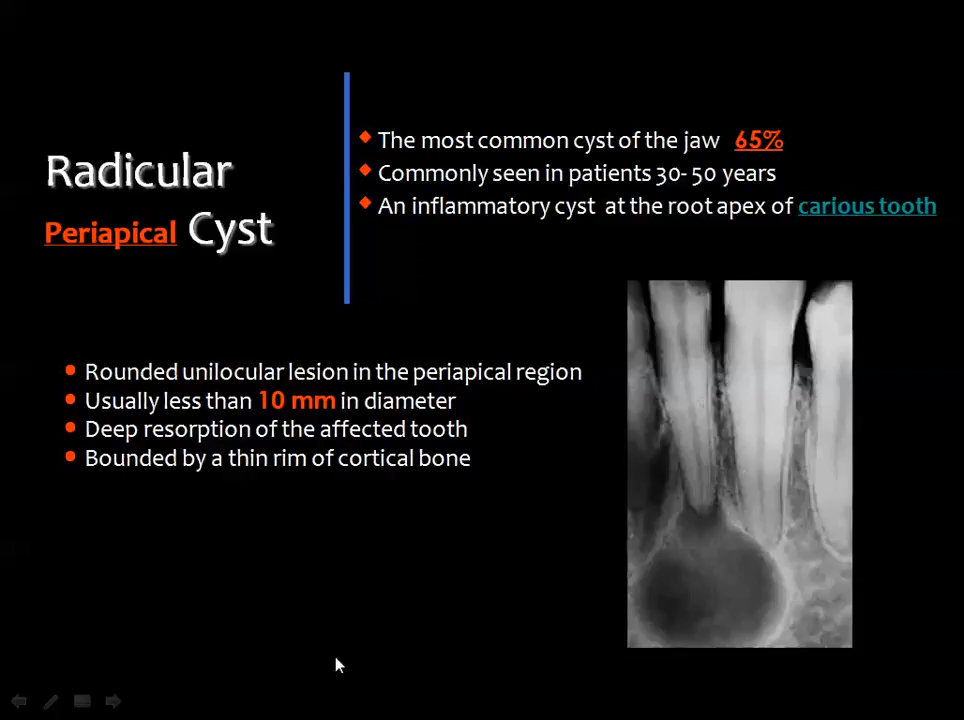 Radicular
Periapical Cyst
The most common cyst of the jaw 65%
Commonly seen in patients 30- 50 years
An inflammatory cyst at the root apex of carious tooth
Rounded unilocular lesion in the periapical region
Usually less than 10 mm in diameter
Deep resorption of the affected tooth
Bounded by a thin rim of cortical bone